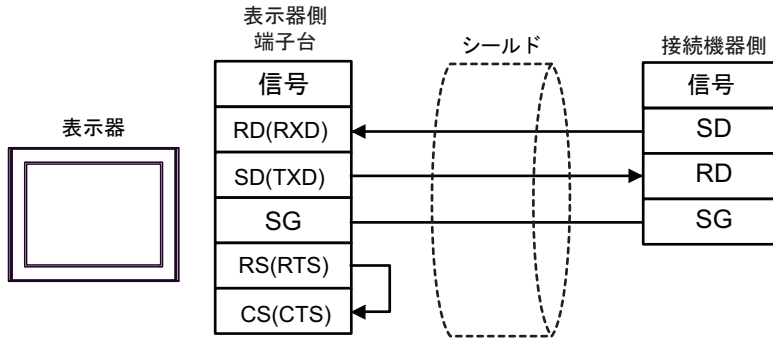 表示器側
端子台
シールド
接続機器側
信号
信号
表示器
RD(RXD)
SD
SD(TXD)
RD
SG
SG
RS(RTS)
CS(CTS)